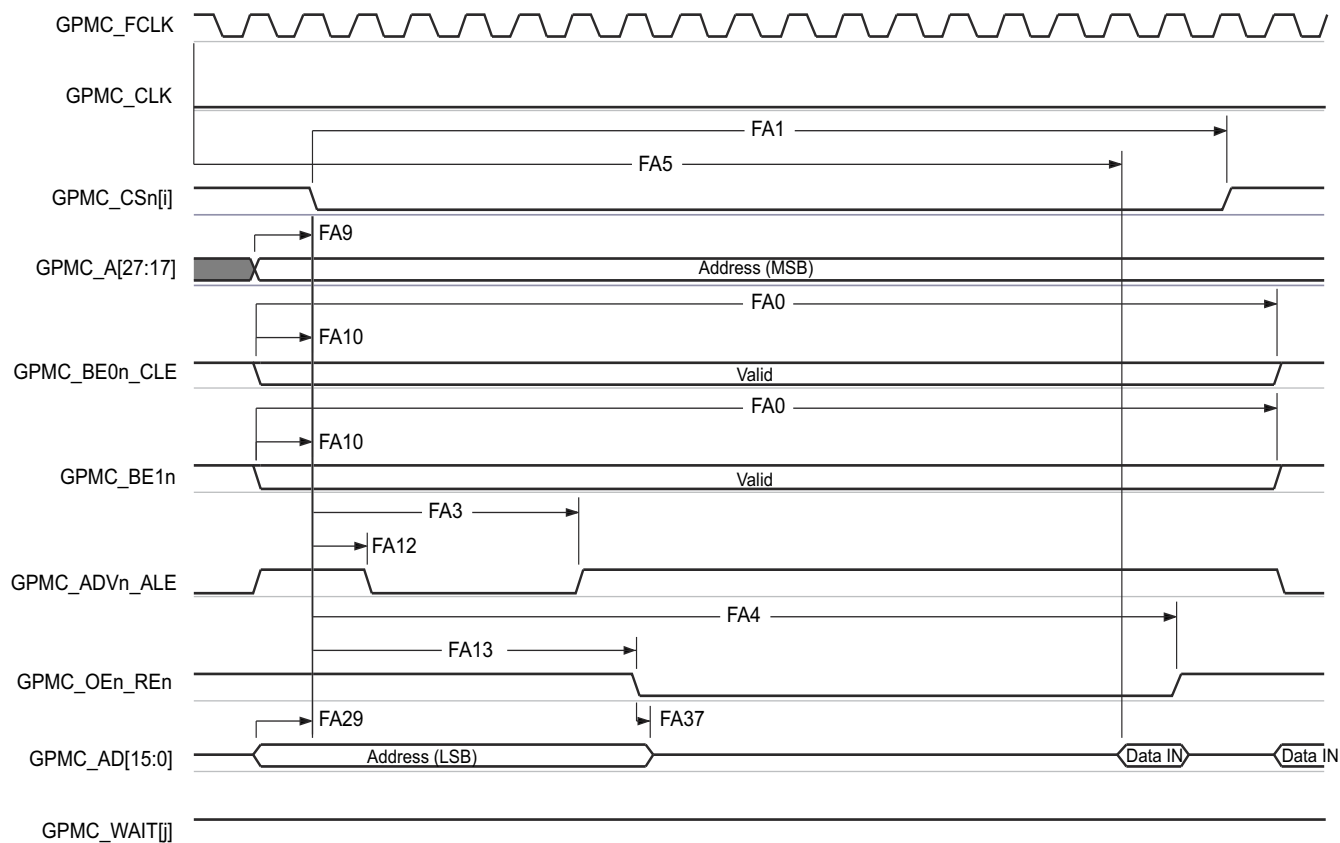 GPMC_FCLK
GPMC_CLK
FA1
FA5
GPMC_CSn[i]
FA9
GPMC_A[27:17]
Address (MSB)
FA0
FA10
GPMC_BE0n_CLE
Valid
FA0
FA10
GPMC_BE1n
Valid
FA3
FA12
GPMC_ADVn_ALE
FA4
FA13
GPMC_OEn_REn
FA29
FA37
GPMC_AD[15:0]
Address (LSB)
Data IN
Data IN
GPMC_WAIT[j]